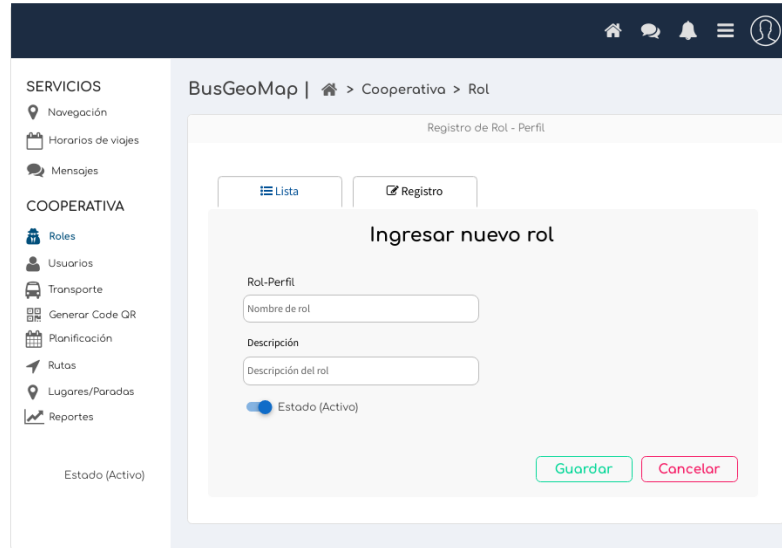 SERVICIOS
Navegación
Horarios de viajes
Mensajes
COOPERATIVA
Roles
Usuarios
Transporte
Generar Code QR
Planificación
Rutas
Lugares/Paradas
Reportes
Estado (Activo)
BusGeoMap | > Cooperativa > Rol
Registro de Rol - Perfil
Lista
Registro
Ingresar nuevo rol
Rol-Perfil
Nombre de rol
Descripción
Descripción del rol
Estado (Activo)
Guardar
Cancelar